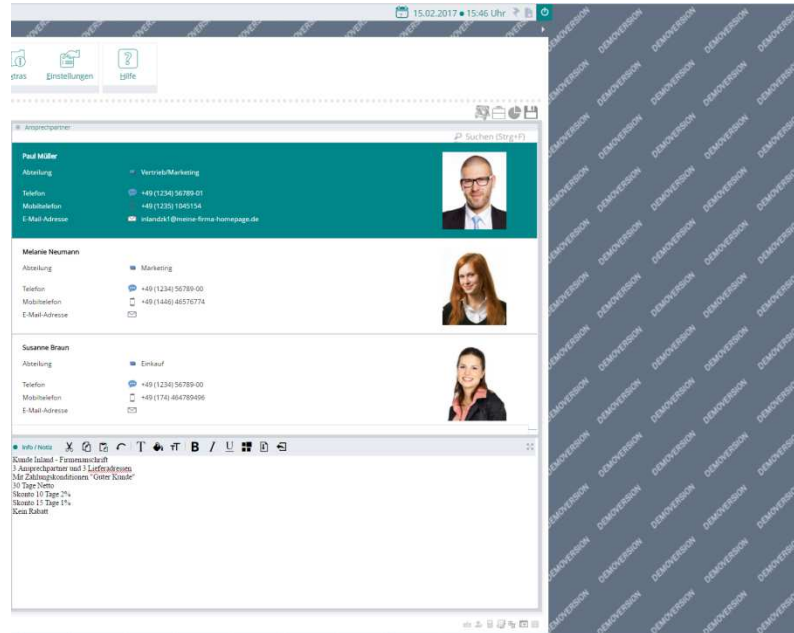 15.02.2017 • 15:46 Uhr
Einstellungen
Hilfe
Ansprechpartner
Suchen (Strg+F)
Paul Müller
Abteilung Vertrieb/Marketing
Telefon +49 (1234) 56789-01
Mobiltelefon +49 (1235) 1045154
E-Mail-Adresse inlandzk1@meine-firma-homepage.de
Melanie Neumann
Abteilung Marketing
Telefon +49 (1234) 56789-00
Mobiltelefon +49 (1446) 46576774
E-Mail-Adresse
Susanne Braun
Abteilung Einkauf
Telefon +49 (1234) 56789-00
Mobiltelefon +49 (174) 464789496
E-Mail-Adresse
Info / Notiz T TT B / U
Kunde Inland - Firmenanschrift
3 Ansprechpartner und 3 Lieferadressen
Mit Zahlungskonditionen "Guter Kunde"
30 Tage Netto
Skonto 10 Tage 2%
Skonto 15 Tage 1%
Kein Rabatt
DEMOVERSION